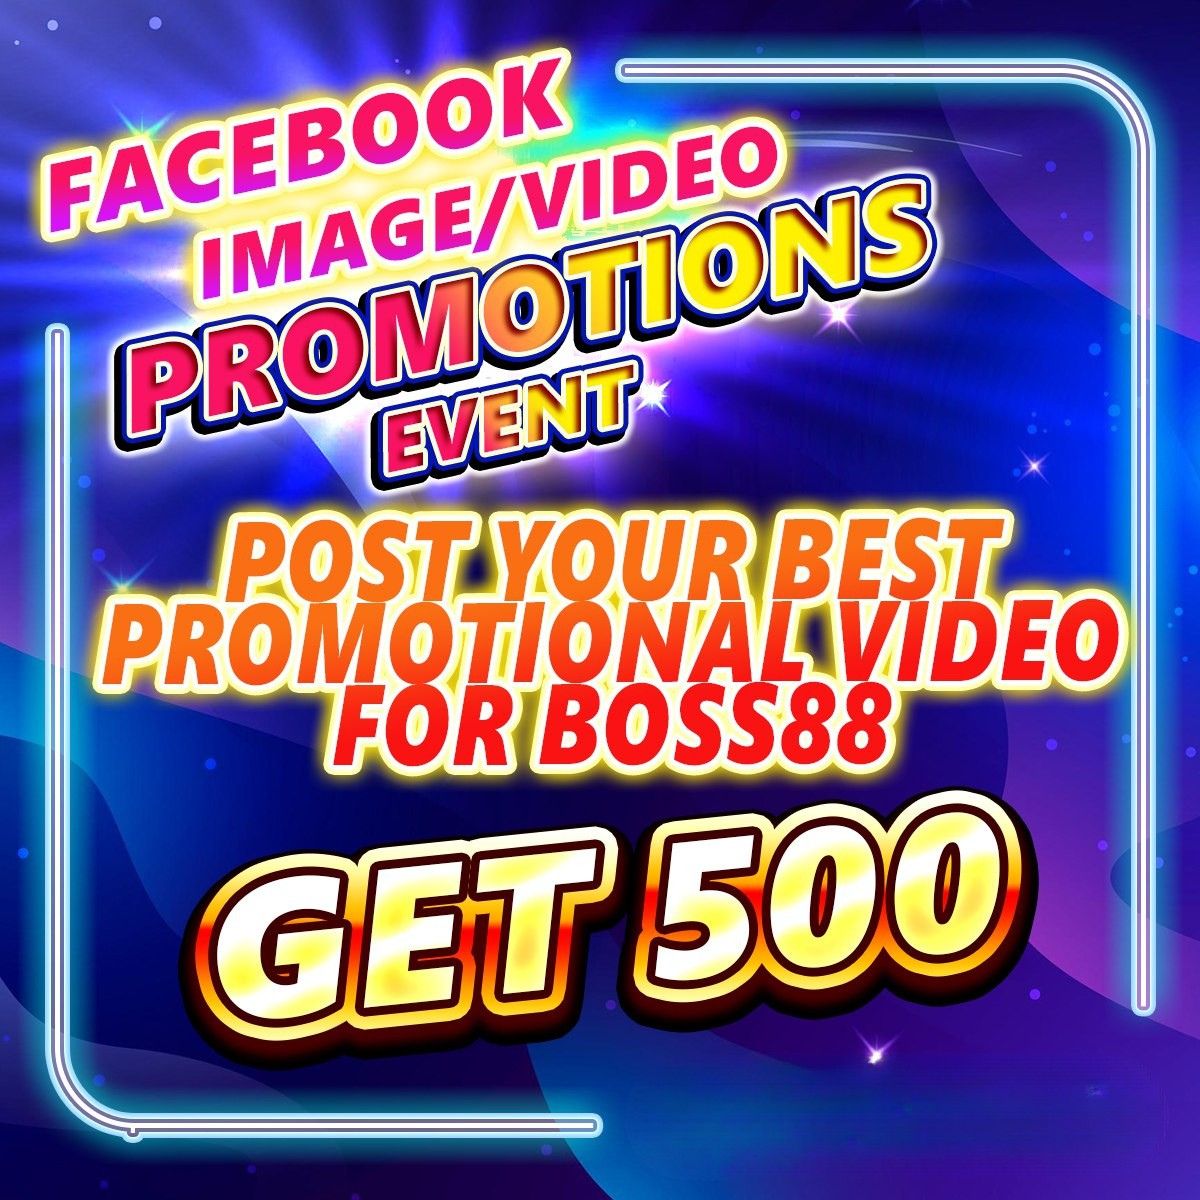 FACEBOOK
IMAGE/VIDEO
PROMOTIONS
EVENT
POST YOUR BEST
PROMOTIONAL VIDEO
FOR BOSS88
GET 500